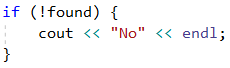 if (!found) {
    cout << "No" << endl;
}